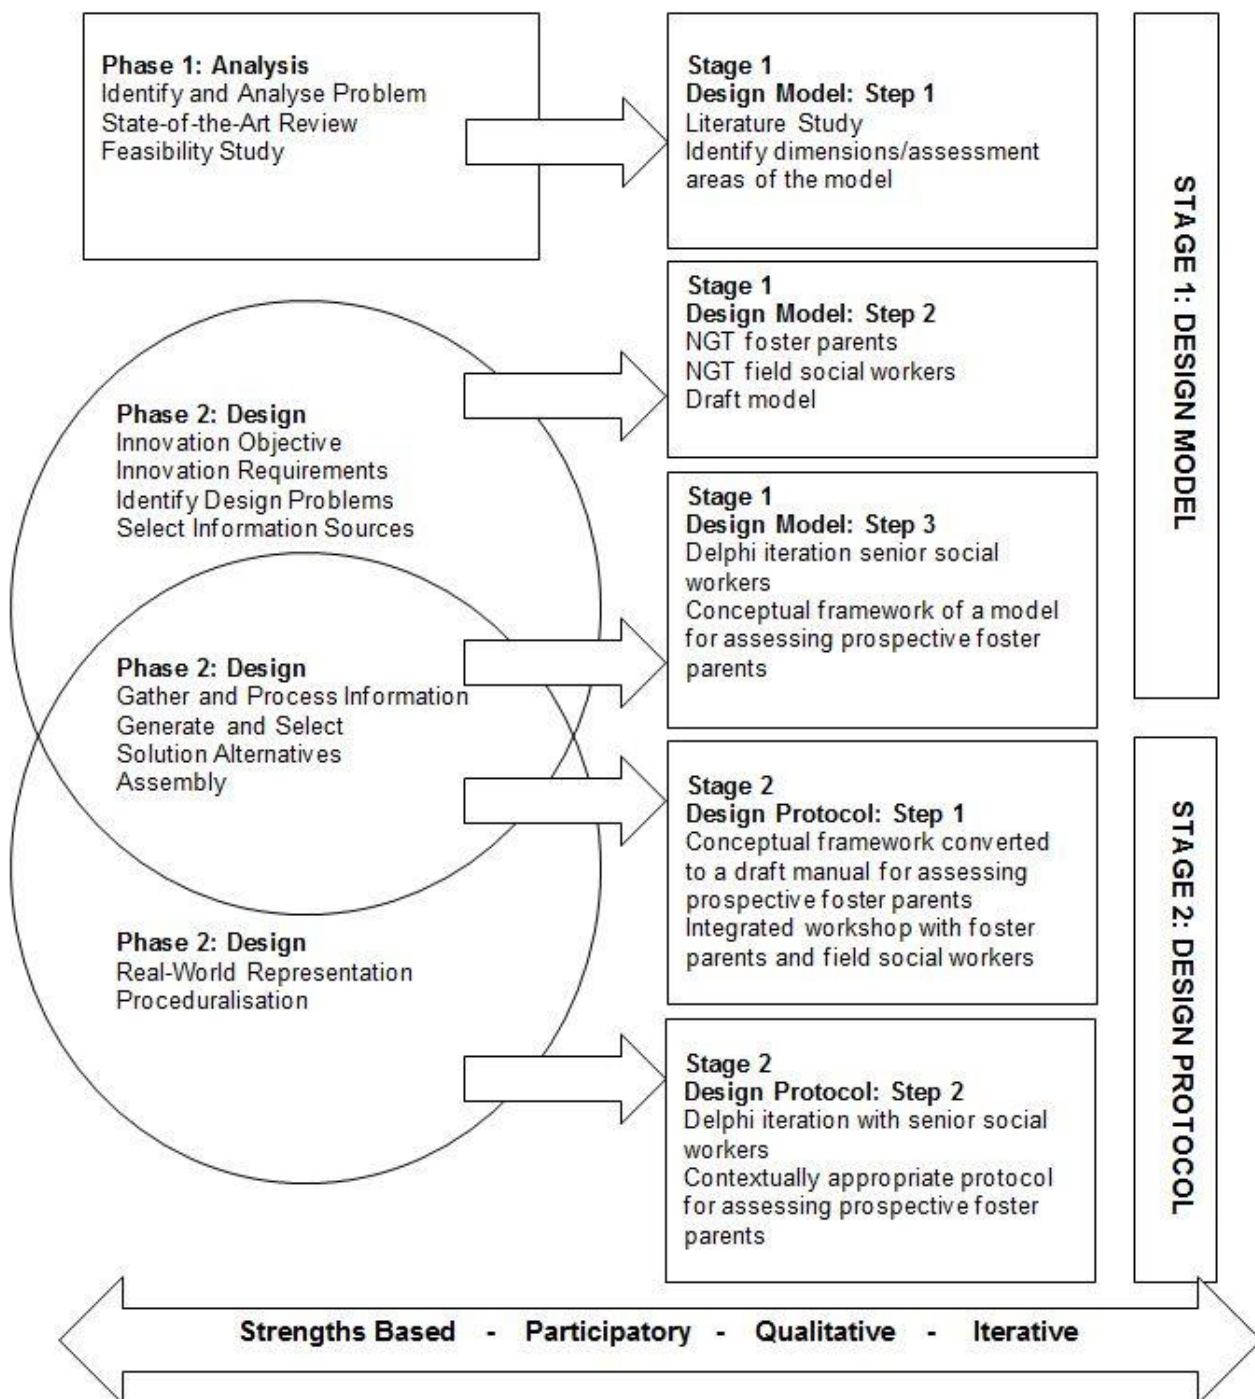 Phase 1: Analysis
Identify and Analyse Problem
State-of-the-Art Review
Feasibility Study
Stage 1
Design Model: Step 1
Literature Study
Identify dimensions/assessment
areas of the model
Phase 2: Design
Innovation Objective
Innovation Requirements
Identify Design Problems
Select Information Sources
Stage 1
Design Model: Step 2
NGT foster parents
NGT field social workers
Draft model
Stage 1
Design Model: Step 3
Delphi iteration senior social
workers
Conceptual framework of a model
for assessing prospective foster
parents
STAGE 1: DESIGN MODEL
Phase 2: Design
Gather and Process Information
Generate and Select
Solution Alternatives
Assembly
Stage 2
Design Protocol: Step 1
Conceptual framework converted
to a draft manual for assessing
prospective foster parents
Integrated workshop with foster
parents and field social workers
Phase 2: Design
Real-World Representation
Proceduralisation
Stage 2
Design Protocol: Step 2
Delphi iteration with senior social
workers
Contextually appropriate protocol
for assessing prospective foster
parents
STAGE 2: DESIGN PROTOCOL
Strengths Based - Participatory - Qualitative - Iterative